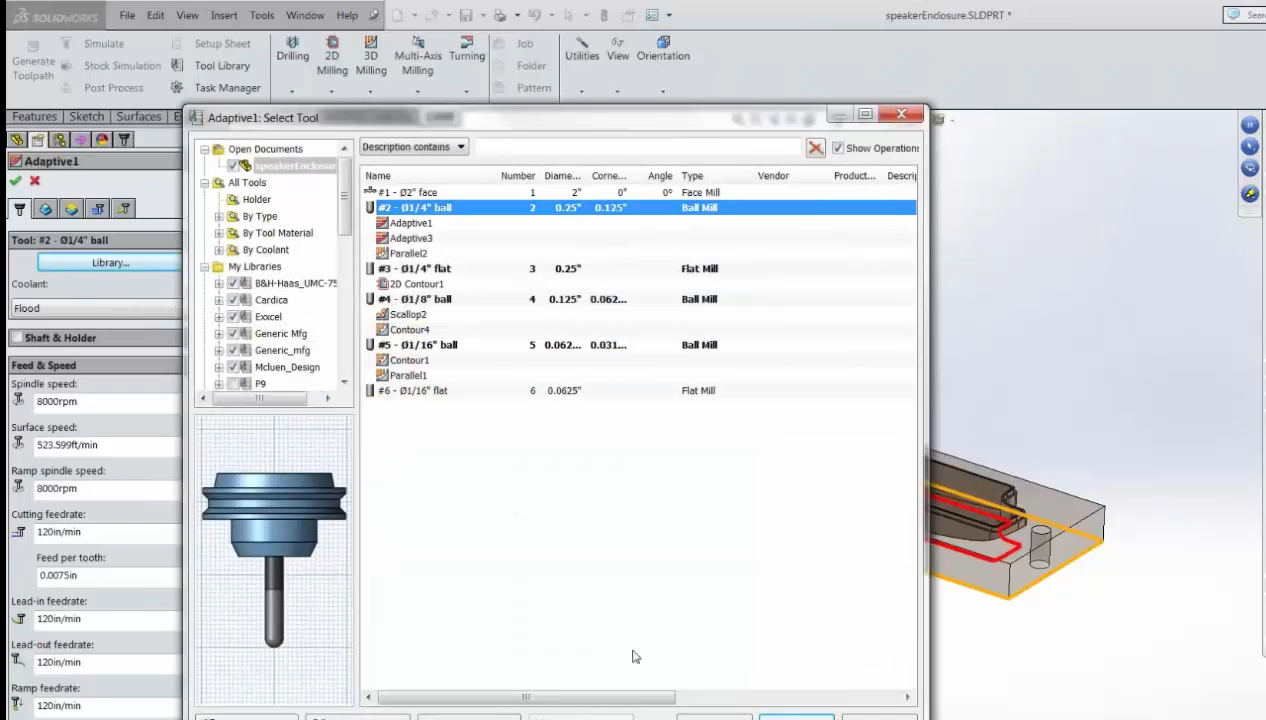 SOLIDWORKS File Edit View Insert Tools Window Help speakerEnclosure.SLDPRT *
Generate Toolpath
Simulate
Stock Simulation
Post Process
Setup Sheet
Tool Library
Task Manager
Drilling
2D Milling
3D Milling
Multi-Axis Milling
Turning
Job
Folder
Pattern
Utilities
View
Orientation
Features Sketch Surfaces
Adaptive1
Tool: #2 - Ø1/4" ball
Library...
Coolant:
Flood
Shaft & Holder
Feed & Speed
Spindle speed:
8000rpm
Surface speed:
523.599ft/min
Ramp spindle speed:
8000rpm
Cutting feedrate:
120in/min
Feed per tooth:
0.0075in
Lead-in feedrate:
120in/min
Lead-out feedrate:
120in/min
Ramp feedrate:
120in/min
Adaptive1: Select Tool
Open Documents
speakerEnclosur
All Tools
Holder
By Type
By Tool Material
By Coolant
My Libraries
B&H-Haas_UMC-75
Cardica
Exxcel
Generic Mfg
Generic_mfg
Mcluen_Design
P9
Description contains
Show Operations
Name Number Diame... Corne... Angle Type Vendor Product... Descrip
#1 - Ø2" face 1 2" 0" 0° Face Mill
#2 - Ø1/4" ball 2 0.25" 0.125" Ball Mill
Adaptive1
Adaptive3
Parallel2
#3 - Ø1/4" flat 3 0.25" Flat Mill
2D Contour1
#4 - Ø1/8" ball 4 0.125" 0.062... Ball Mill
Scallop2
Contour4
#5 - Ø1/16" ball 5 0.062... 0.031... Ball Mill
Contour1
Parallel1
#6 - Ø1/16" flat 6 0.0625" Flat Mill